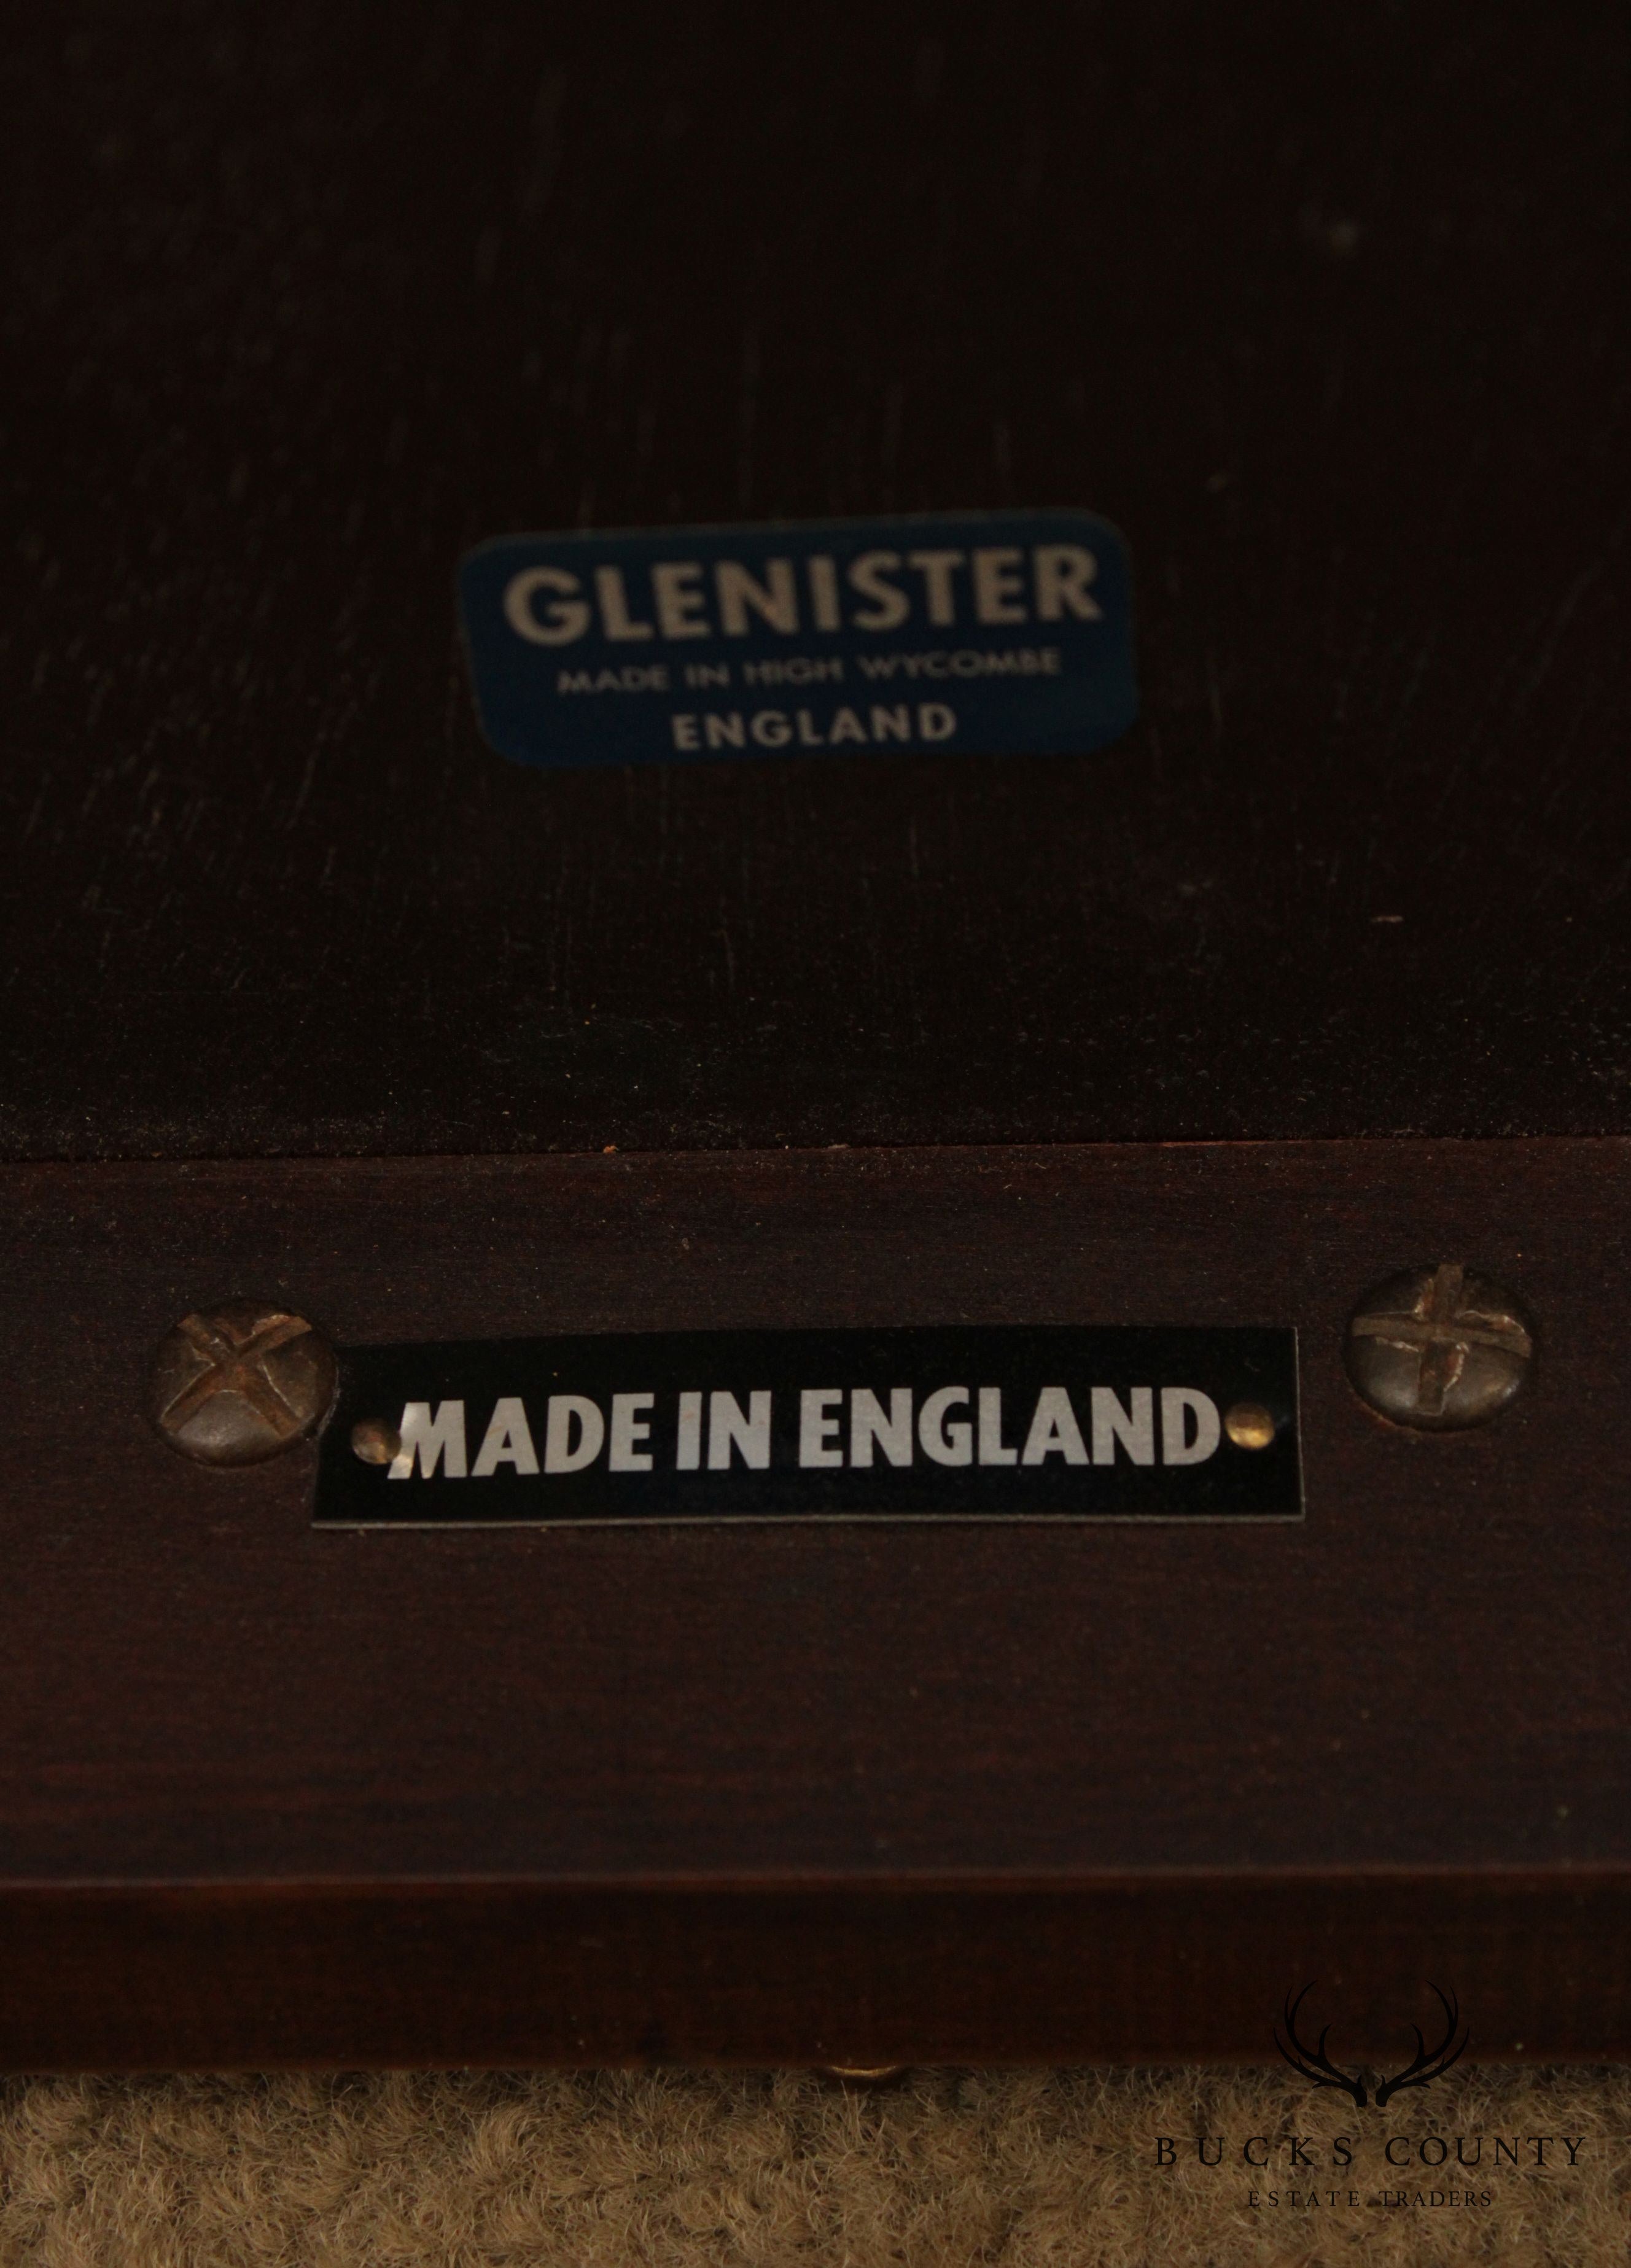 GLENISTER
MADE IN HIGH WYCOMBE
ENGLAND
MADE IN ENGLAND
BUCKS COUNTY
ESTATE TRADERS